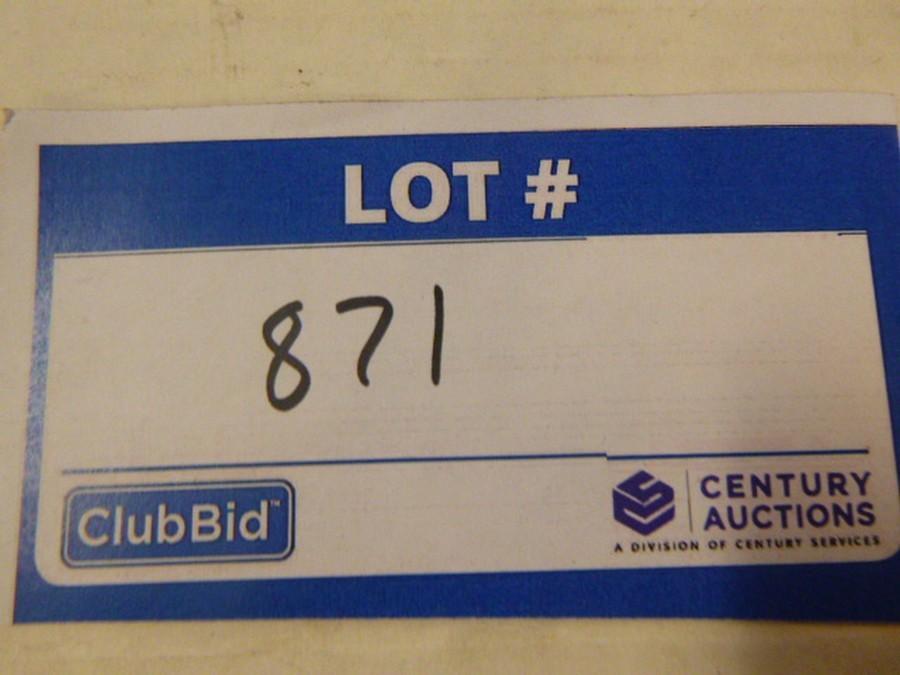 LOT #
871
ClubBid™
CENTURY
AUCTIONS
A DIVISION OF CENTURY SERVICES